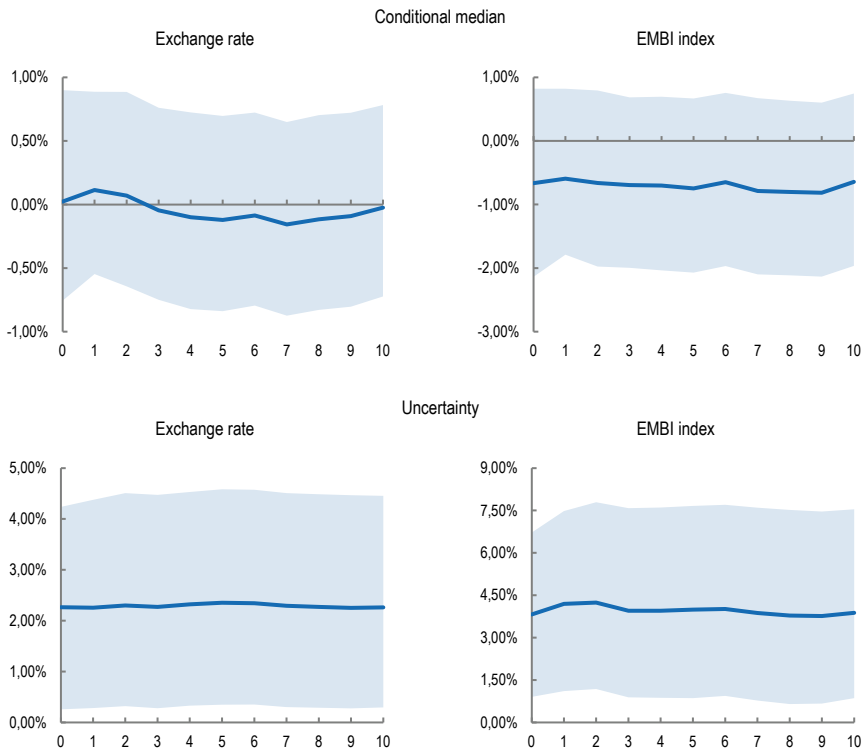 Conditional median
Exchange rate
EMBI index
1,00%
0,50%
0,00%
-0,50%
-1,00%
0 1 2 3 4 5 6 7 8 9 10
1,00%
0,00%
-1,00%
-2,00%
-3,00%
0 1 2 3 4 5 6 7 8 9 10
Uncertainty
Exchange rate
EMBI index
5,00%
4,00%
3,00%
2,00%
1,00%
0,00%
0 1 2 3 4 5 6 7 8 9 10
9,00%
7,50%
6,00%
4,50%
3,00%
1,50%
0,00%
0 1 2 3 4 5 6 7 8 9 10